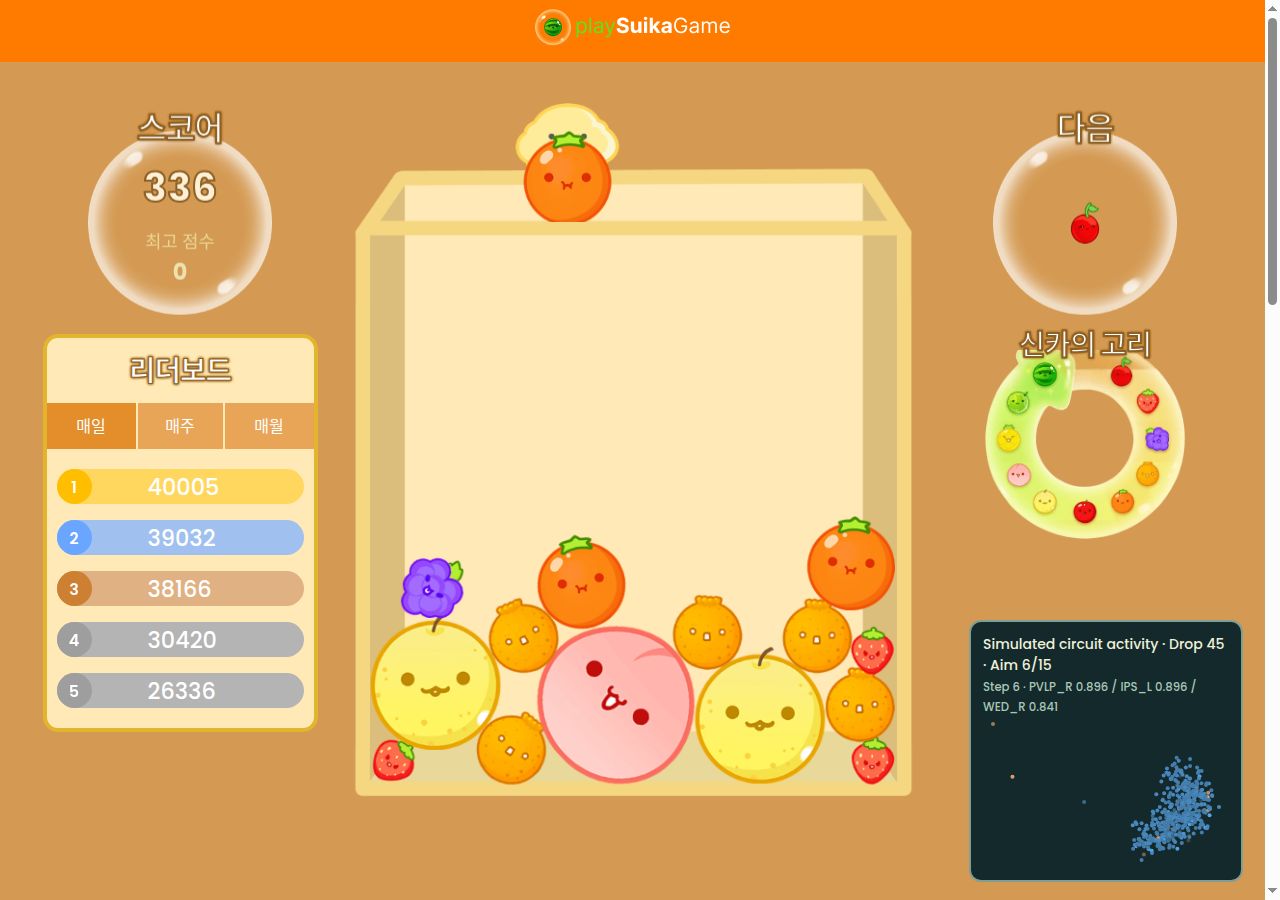 playSuikaGame
스코어
336
최고 점수
0
리더보드
매일
매주
매월
1 40005
2 39032
3 38166
4 30420
5 26336
다음
신카의 고리
Simulated circuit activity · Drop 45
· Aim 6/15
Step 6 · PVLP_R 0.896 / IPS_L 0.896 /
WED_R 0.841